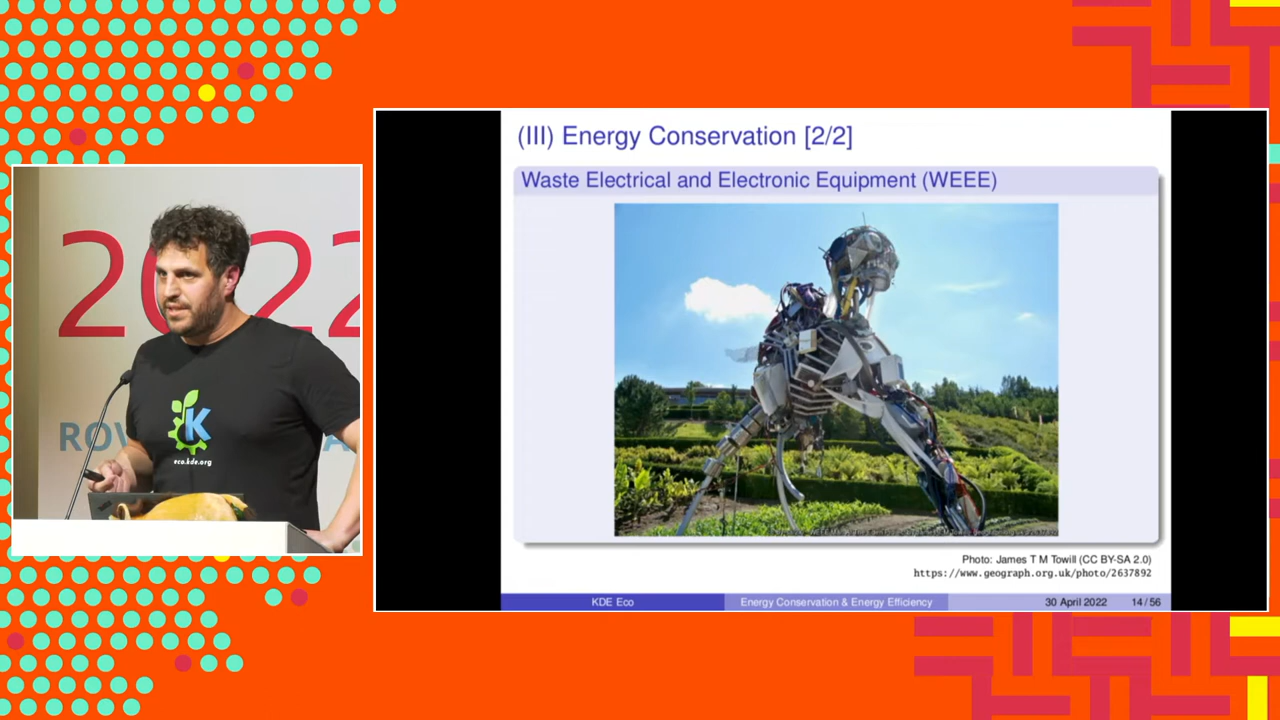 (III) Energy Conservation [2/2]
Waste Electrical and Electronic Equipment (WEEE)
2022
K
eco.kde.org
Photo: James T M Towill (CC BY-SA 2.0)
https://www.geograph.org.uk/photo/2637892
KDE Eco
Energy Conservation & Energy Efficiency
30 April 2022
14/56